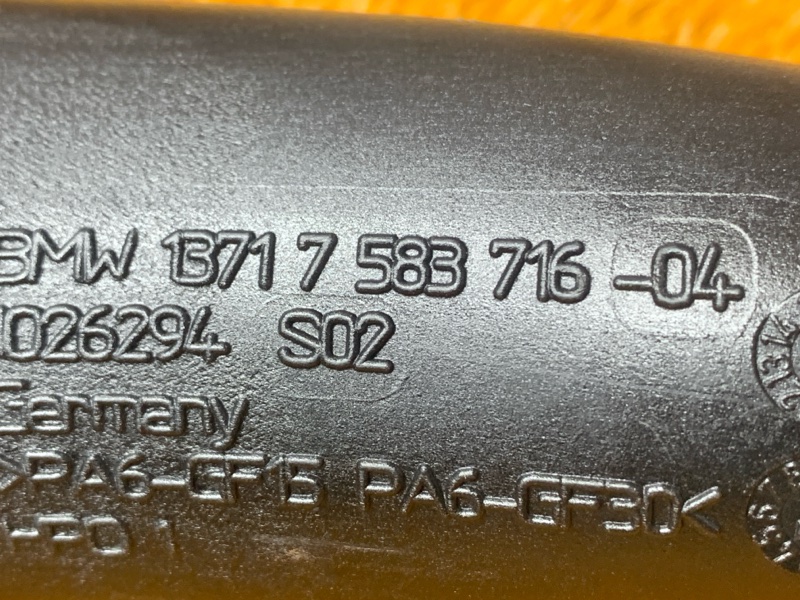 BMW 1371 7 583 716 -04
1026294 S02
Germany
>PA6-GF15 PA6-GF30<